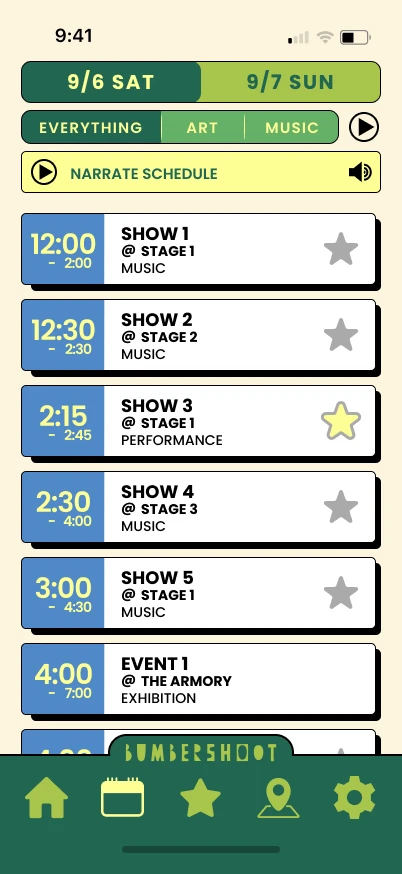 9:41
9/6 SAT
9/7 SUN
EVERYTHING
ART
MUSIC
NARRATE SCHEDULE
12:00
- 2:00
SHOW 1
@ STAGE 1
MUSIC
12:30
- 2:30
SHOW 2
@ STAGE 2
MUSIC
2:15
- 2:45
SHOW 3
@ STAGE 1
PERFORMANCE
2:30
- 4:00
SHOW 4
@ STAGE 3
MUSIC
3:00
- 4:30
SHOW 5
@ STAGE 1
MUSIC
4:00
- 7:00
EVENT 1
@ THE ARMORY
EXHIBITION
BUMBERSHOOT